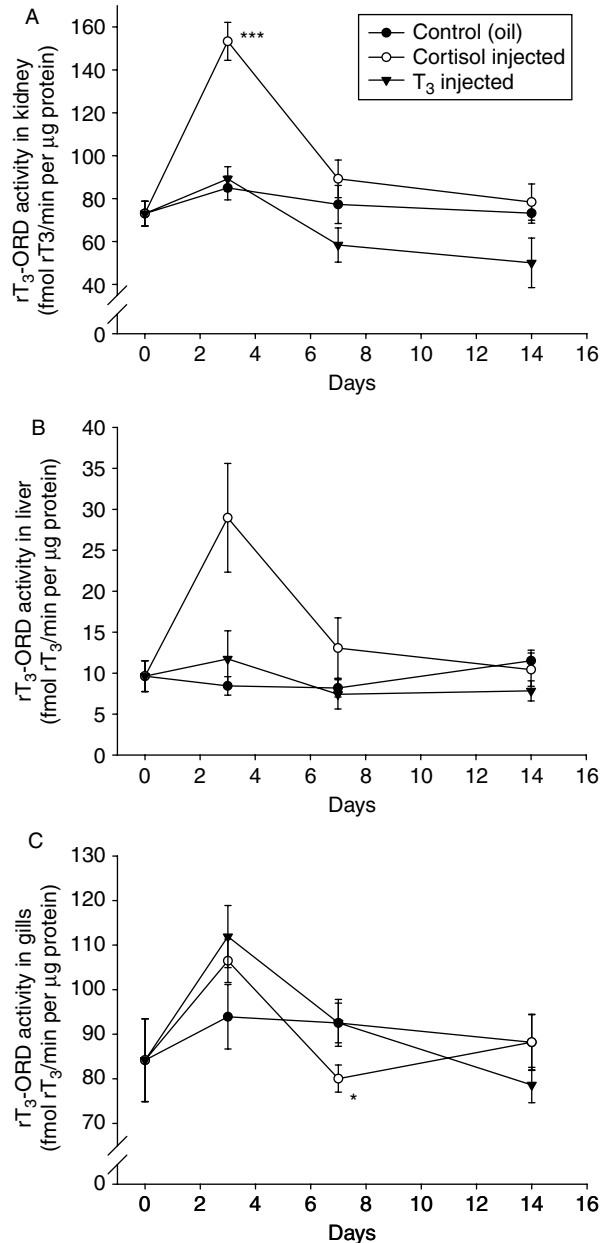 A
rT3-ORD activity in kidney
(fmol rT3/min per μg protein)
160
140
120
100
80
60
40
0
***
Control (oil)
Cortisol injected
T3 injected
0 2 4 6 8 10 12 14 16
Days
B
rT3-ORD activity in liver
(fmol rT3/min per μg protein)
40
35
30
25
20
15
10
5
0
0 2 4 6 8 10 12 14 16
Days
C
rT3-ORD activity in gills
(fmol rT3/min per μg protein)
130
120
110
100
90
80
70
0
*
0 2 4 6 8 10 12 14 16
Days